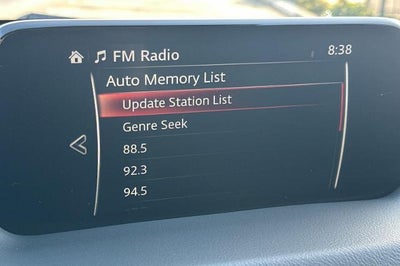 FM Radio 8:38
Auto Memory List
Update Station List
Genre Seek
88.5
92.3
94.5